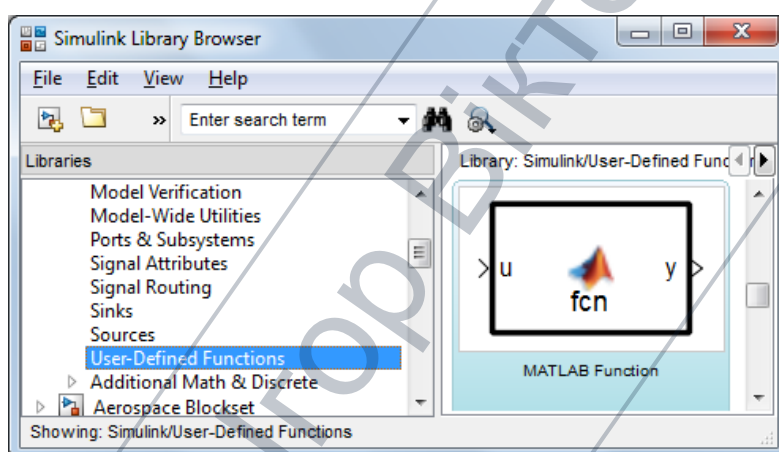 Simulink Library Browser
File Edit View Help
» Enter search term
Libraries
Library: Simulink/User-Defined Func
Model Verification
Model-Wide Utilities
Ports & Subsystems
Signal Attributes
Signal Routing
Sinks
Sources
User-Defined Functions
Additional Math & Discrete
Aerospace Blockset
u
y
fcn
MATLAB Function
Showing: Simulink/User-Defined Functions
Ігор Вікто